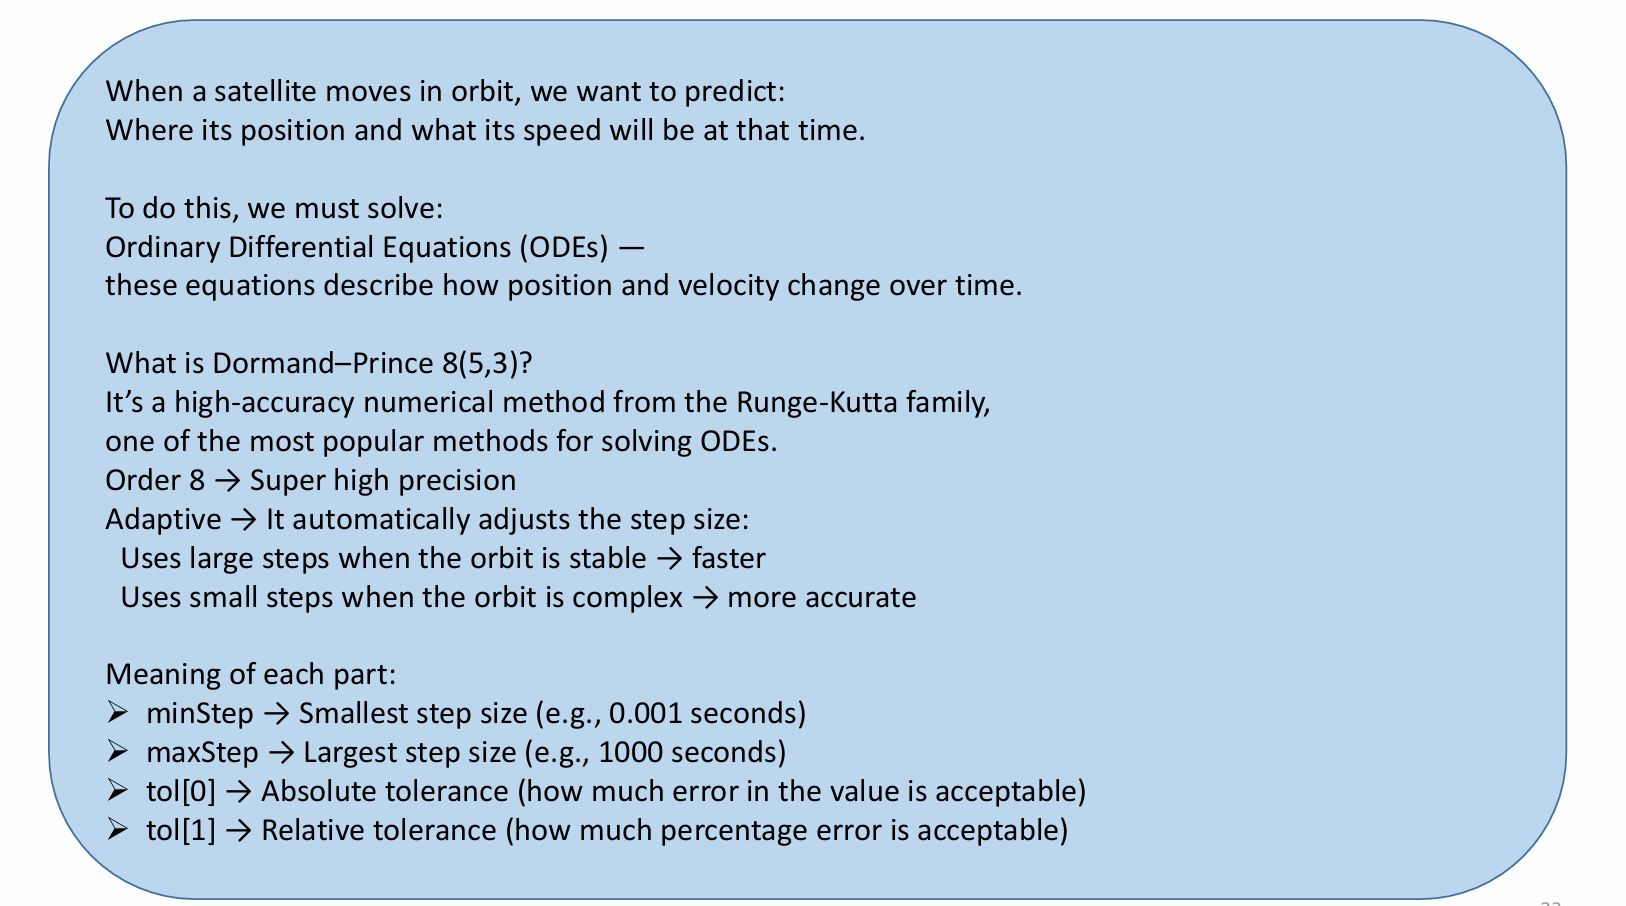 When a satellite moves in orbit, we want to predict:
Where its position and what its speed will be at that time.
To do this, we must solve:
Ordinary Differential Equations (ODEs) —
these equations describe how position and velocity change over time.
What is Dormand–Prince 8(5,3)?
It’s a high-accuracy numerical method from the Runge-Kutta family,
one of the most popular methods for solving ODEs.
Order 8 → Super high precision
Adaptive → It automatically adjusts the step size:
Uses large steps when the orbit is stable → faster
Uses small steps when the orbit is complex → more accurate
Meaning of each part:
➢ minStep → Smallest step size (e.g., 0.001 seconds)
➢ maxStep → Largest step size (e.g., 1000 seconds)
➢ tol[0] → Absolute tolerance (how much error in the value is acceptable)
➢ tol[1] → Relative tolerance (how much percentage error is acceptable)